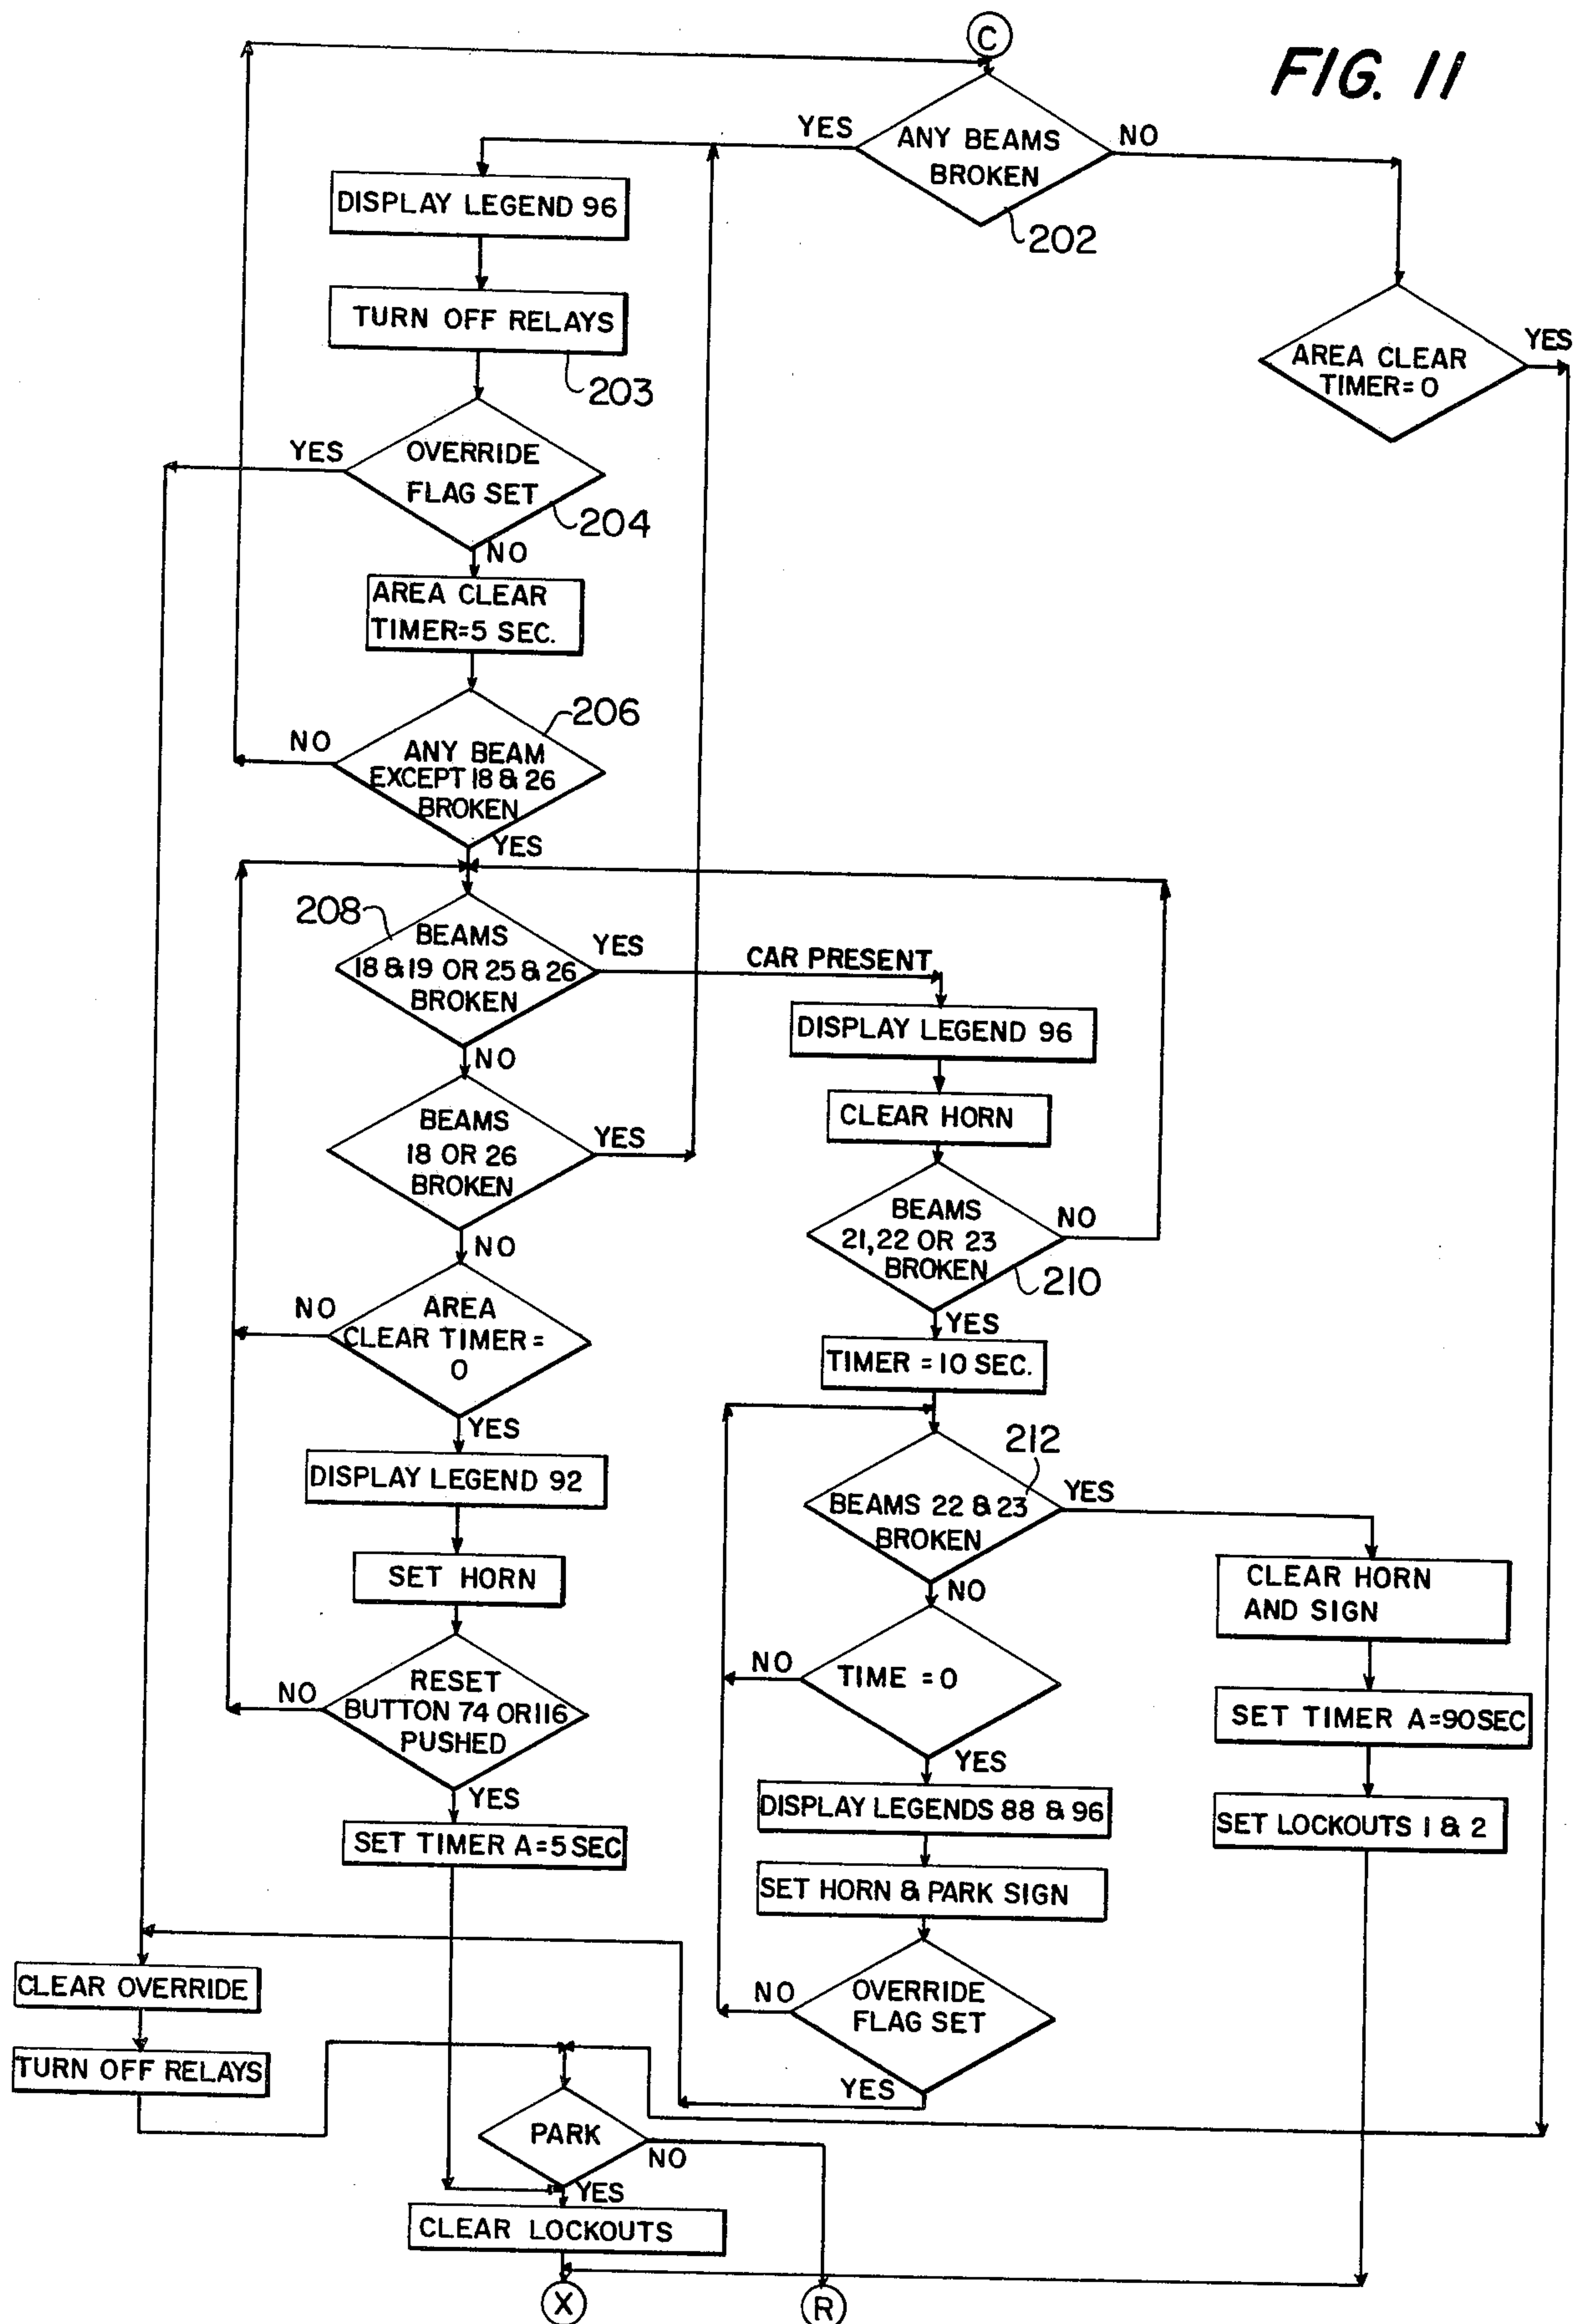 C
FIG. 11
YES
ANY BEAMS
BROKEN
NO
202
DISPLAY LEGEND 96
TURN OFF RELAYS
203
AREA CLEAR
TIMER=0
YES
YES
OVERRIDE
FLAG SET
204
NO
AREA CLEAR
TIMER=5 SEC.
206
NO
ANY BEAM
EXCEPT 18 & 26
BROKEN
YES
208
BEAMS
18 & 19 OR 25 & 26
BROKEN
YES
CAR PRESENT
NO
DISPLAY LEGEND 96
CLEAR HORN
BEAMS
18 OR 26
BROKEN
YES
NO
BEAMS
21, 22 OR 23
BROKEN
NO
210
YES
NO
AREA
CLEAR TIMER =
0
YES
TIMER = 10 SEC.
212
DISPLAY LEGEND 92
BEAMS 22 & 23
BROKEN
YES
NO
SET HORN
CLEAR HORN
AND SIGN
NO
RESET
BUTTON 74 OR 116
PUSHED
YES
NO
TIME = 0
YES
SET TIMER A=90SEC
DISPLAY LEGENDS 88 & 96
SET LOCKOUTS 1 & 2
SET TIMER A=5 SEC
SET HORN & PARK SIGN
CLEAR OVERRIDE
NO
OVERRIDE
FLAG SET
YES
TURN OFF RELAYS
PARK
NO
YES
CLEAR LOCKOUTS
X
R